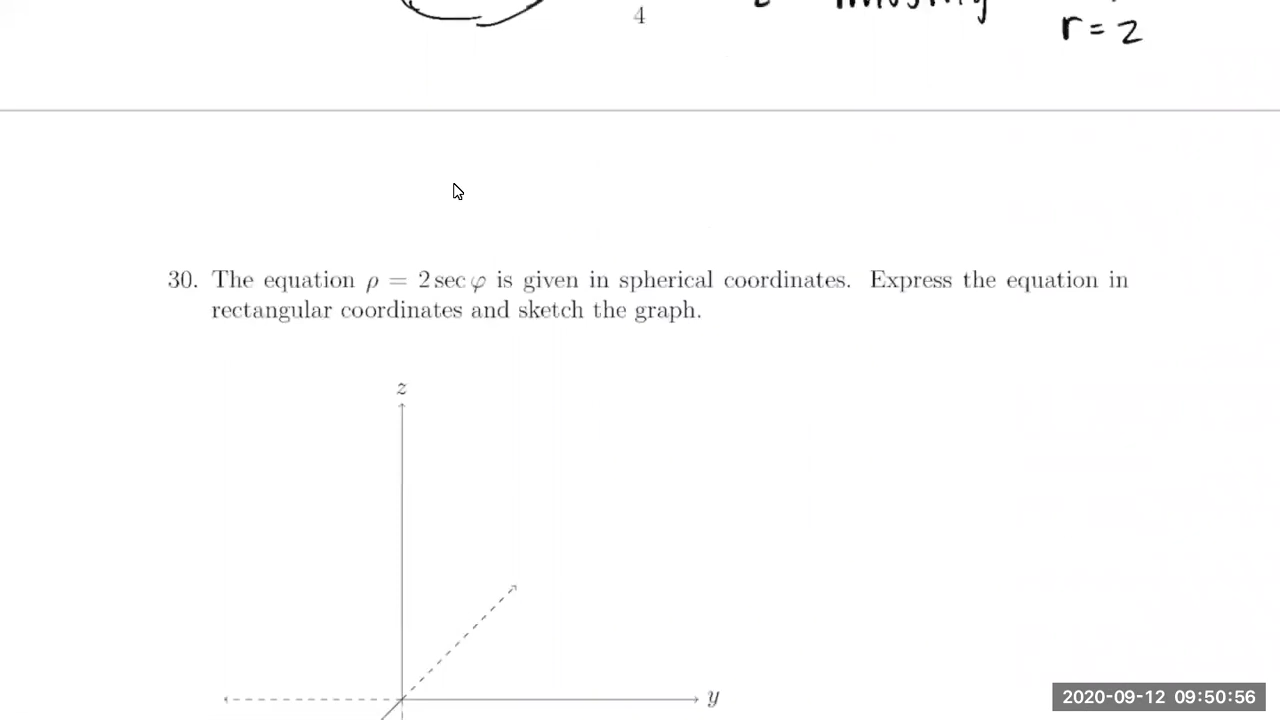 4
r = 2
30. The equation ρ = 2 sec φ is given in spherical coordinates. Express the equation in
rectangular coordinates and sketch the graph.
z
y
2020-09-12 09:50:56